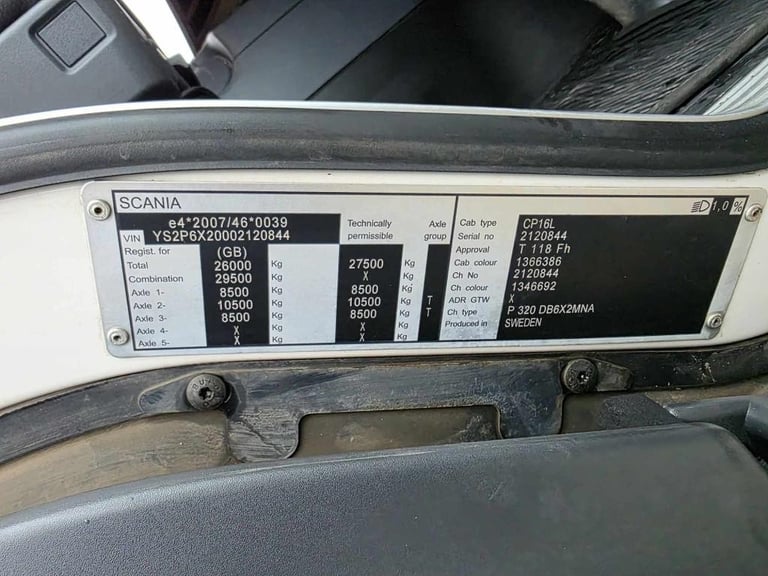 SCANIA
e4*2007/46*0039
VIN YS2P6X20002120844
Technically permissible
Axle group
Regist. for (GB)
Total 26000 Kg 27500 Kg
Combination 29500 Kg X Kg
Axle 1- 8500 Kg 8500 Kg
Axle 2- 10500 Kg 10500 Kg T
Axle 3- 8500 Kg 8500 Kg T
Axle 4- X Kg X Kg
Axle 5- X Kg X Kg
1,0 %
Cab type CP16L
Serial no 2120844
Approval T 118 Fh
Cab colour 1366386
Ch No 2120844
Ch colour 1346692
ADR GTW X
Ch type P 320 DB6X2MNA
Produced in SWEDEN